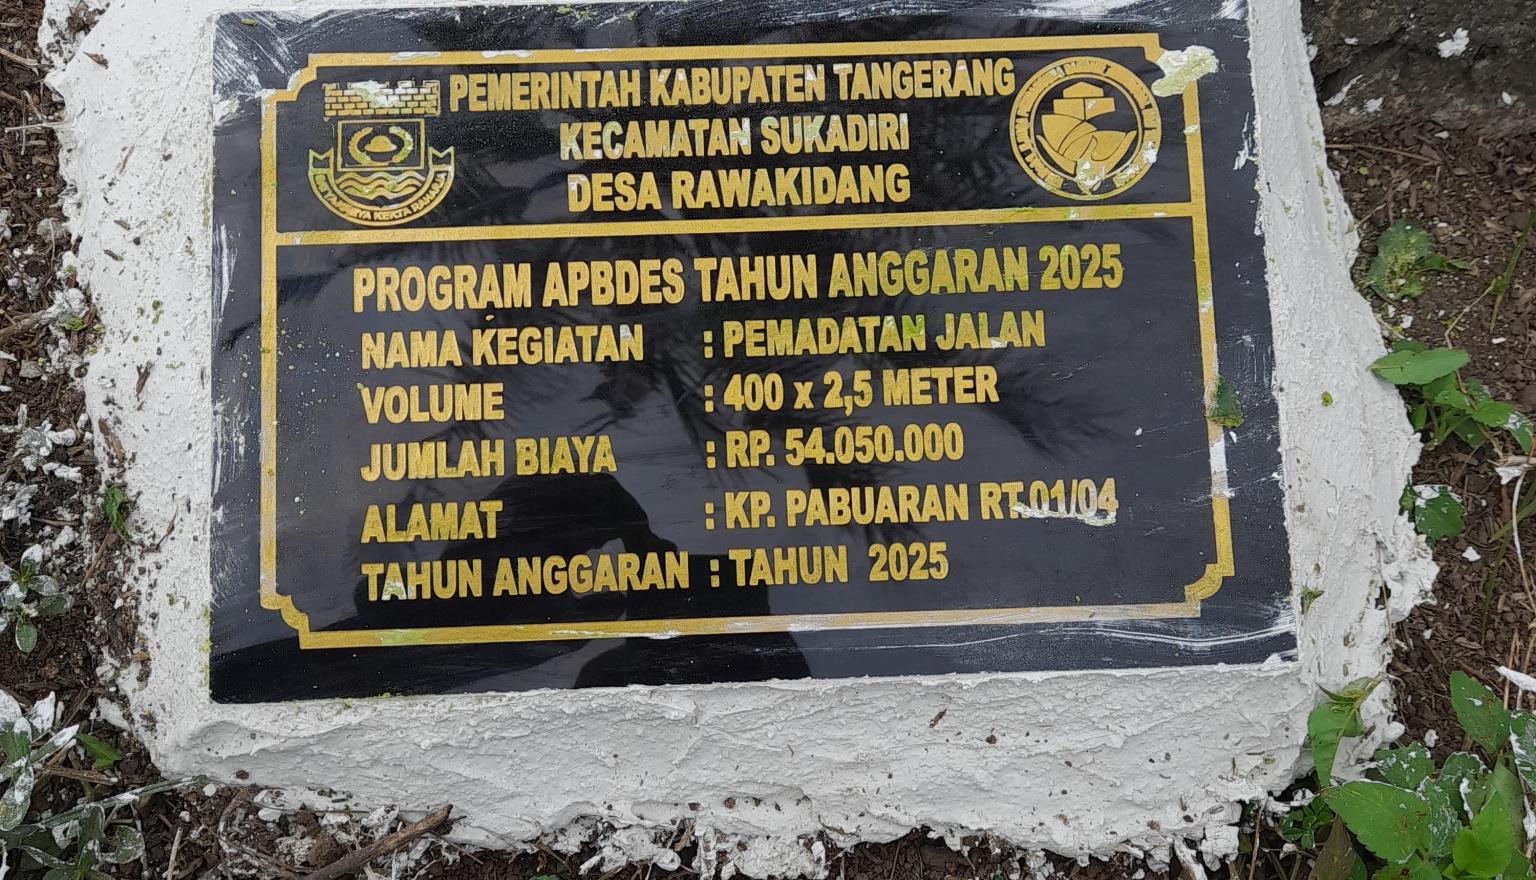 PEMERINTAH KABUPATEN TANGERANG
KECAMATAN SUKADIRI
DESA RAWAKIDANG
PROGRAM APBDES TAHUN ANGGARAN 2025
NAMA KEGIATAN : PEMADATAN JALAN
VOLUME : 400 x 2,5 METER
JUMLAH BIAYA : RP. 54.050.000
ALAMAT : KP. PABUARAN RT.01/04
TAHUN ANGGARAN : TAHUN 2025